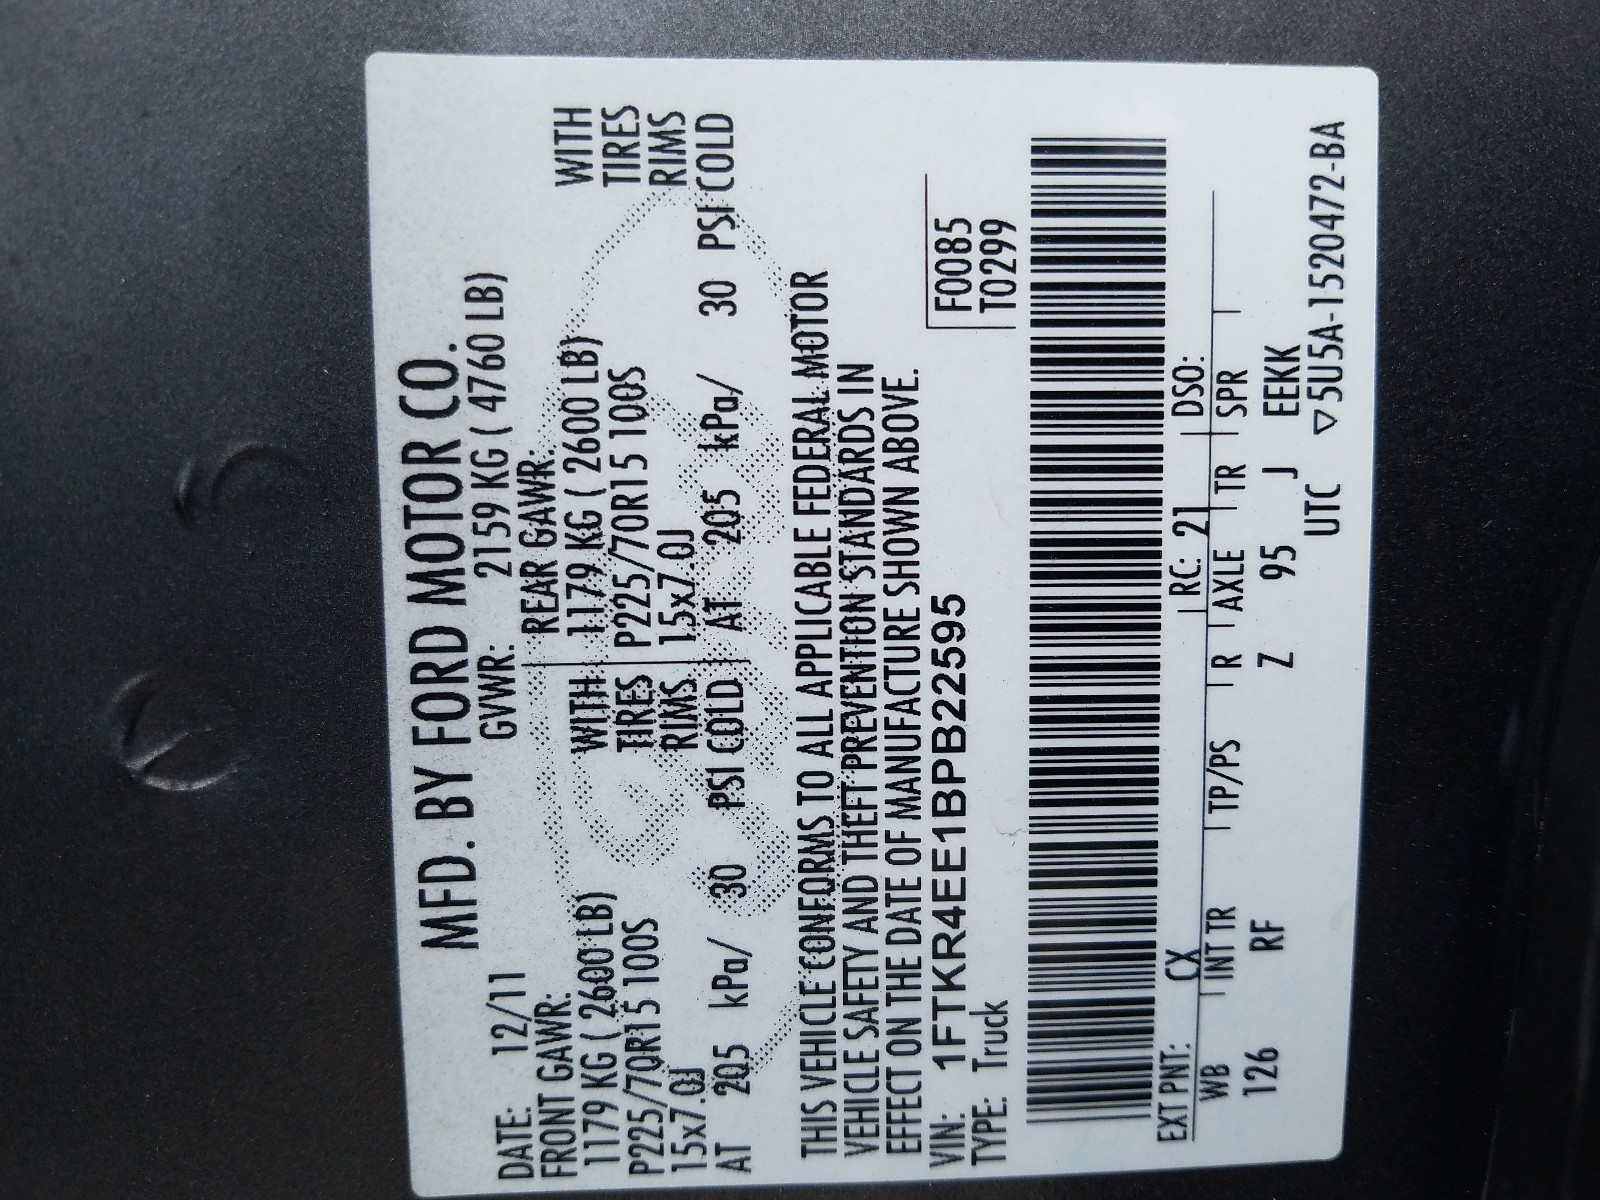 MFD. BY FORD MOTOR CO.
DATE: 12/11 GVWR: 2159 KG ( 4760 LB)
FRONT GAWR: REAR GAWR:
1179 KG ( 2600 LB) WITH 1179 KG ( 2600 LB) WITH
P225/70R15 100S TIRES P225/70R15 100S TIRES
15x7.0J RIMS 15x7.0J RIMS
AT 205 kPa/ 30 PSI COLD AT 205 kPa/ 30 PSI COLD
THIS VEHICLE CONFORMS TO ALL APPLICABLE FEDERAL MOTOR
VEHICLE SAFETY AND THEFT PREVENTION STANDARDS IN
EFFECT ON THE DATE OF MANUFACTURE SHOWN ABOVE.
VIN: 1FTKR4EE1BPB22595 F0085
TYPE: Truck T0299
EXT PNT: CX RC: 21 DSO:
WB INT TR TP/PS R AXLE TR SPR
126 RF Z 95 J EEKK
UTC ▽5U5A-1520472-BA